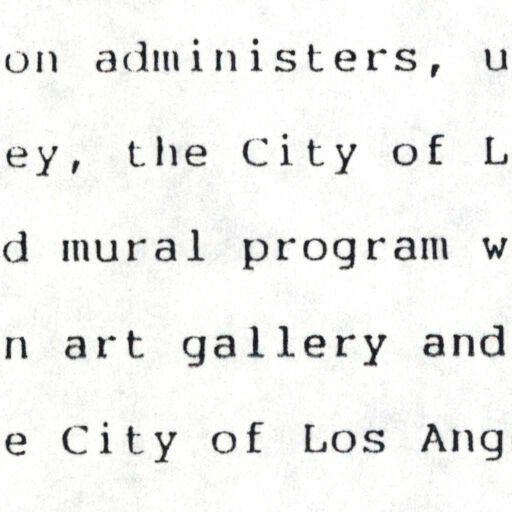 on administers, u
ey, the City of L
d mural program w
n art gallery and
e City of Los Ang